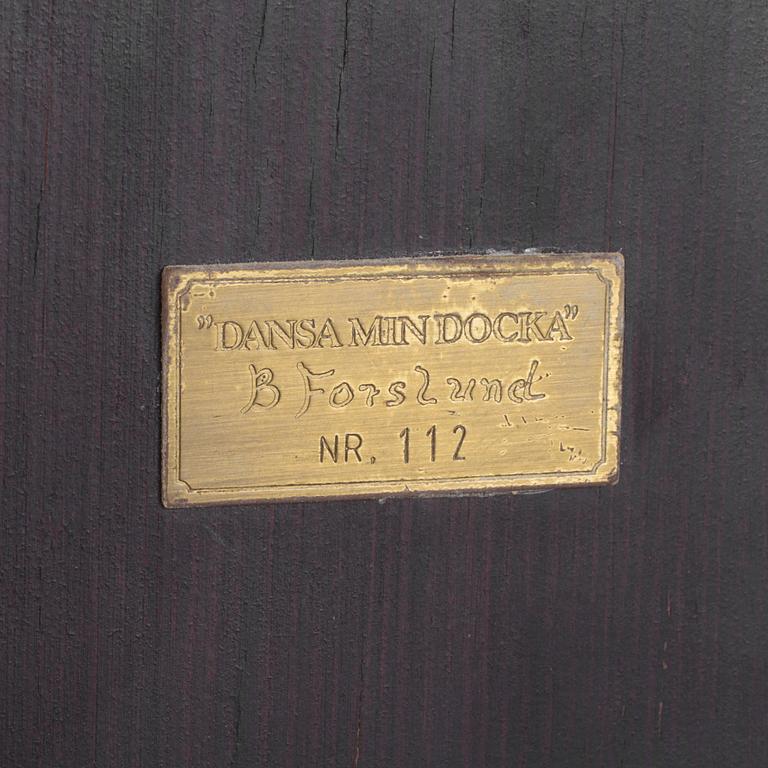 ”DANSA MIN DOCKA”
B Forslund
NR. 112